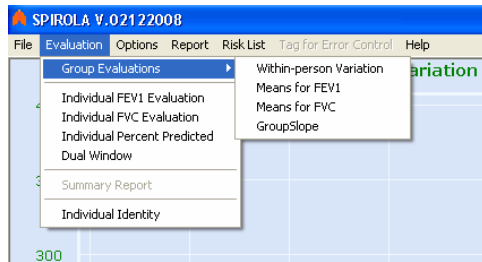 SPIROLA V.02122008
File Evaluation Options Report Risk List Tag for Error Control Help
Group Evaluations
Individual FEV1 Evaluation
Individual FVC Evaluation
Individual Percent Predicted
Dual Window
Summary Report
Individual Identity
Within-person Variation
Means for FEV1
Means for FVC
GroupSlope
ariation
300